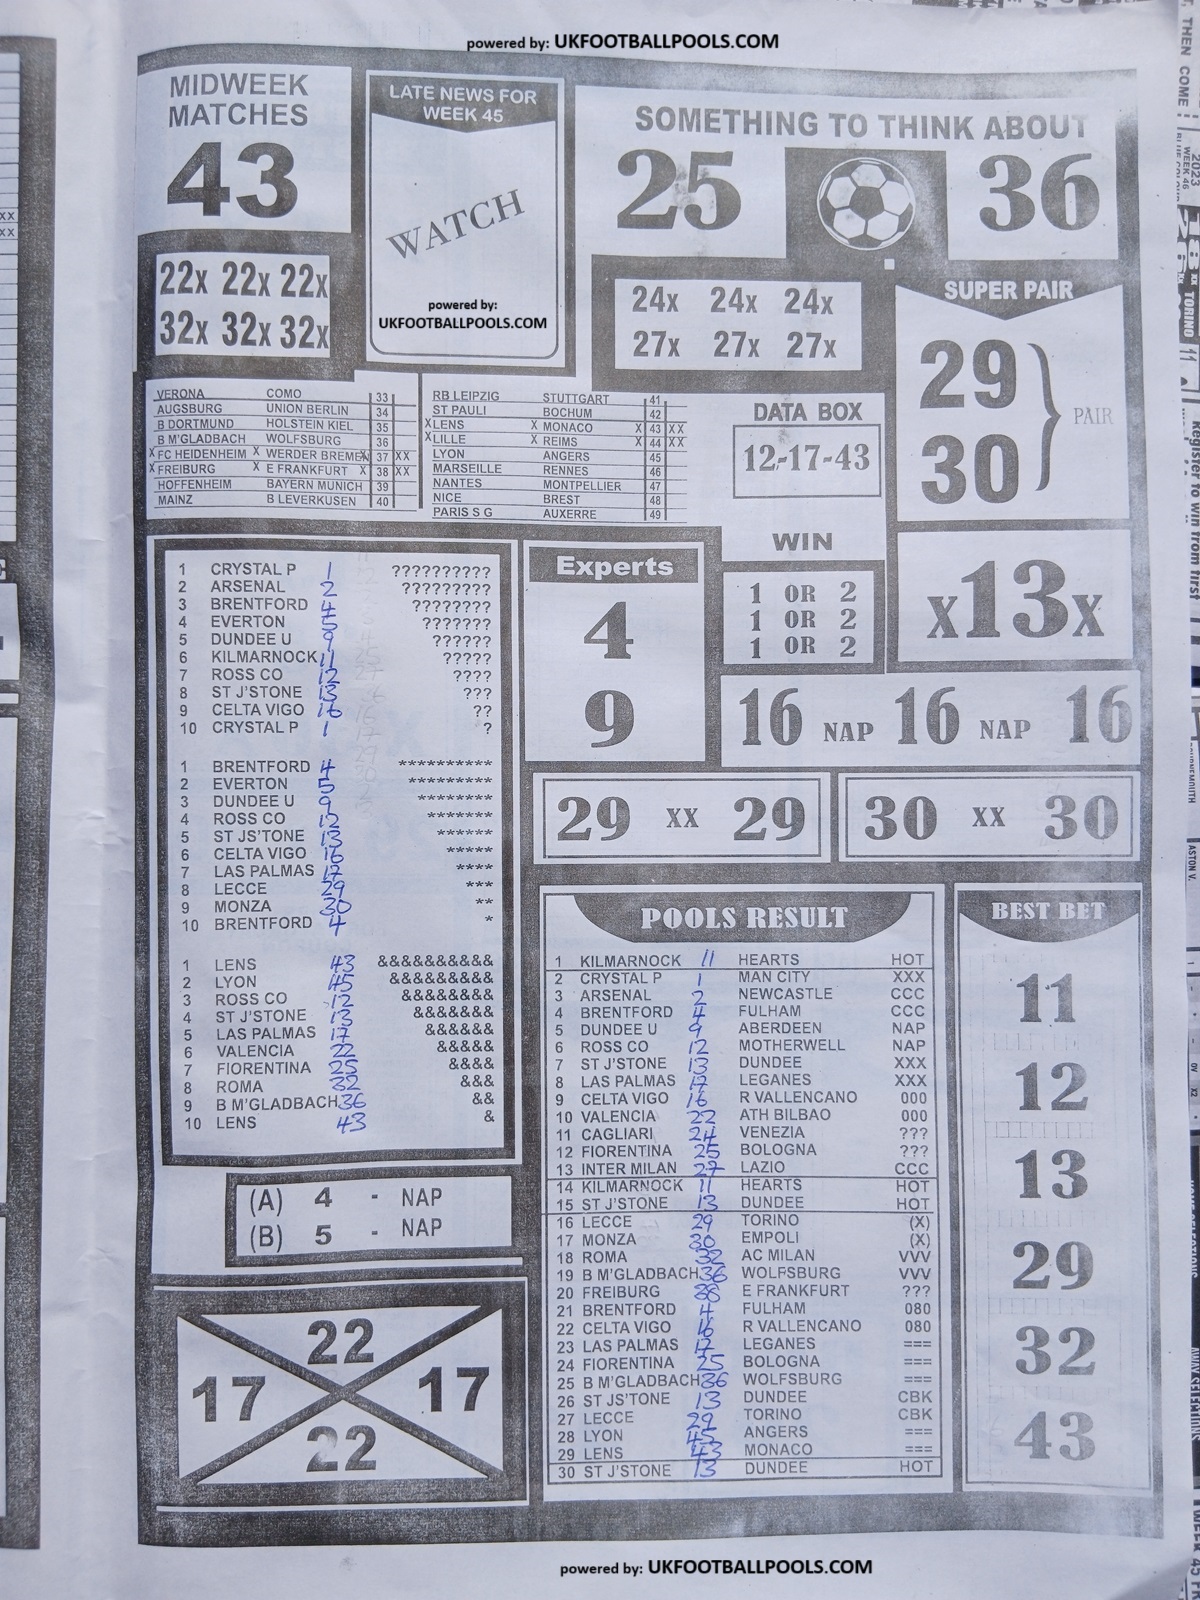 powered by: UKFOOTBALLPOOLS.COM
MIDWEEK
MATCHES
43
22x 22x 22x
32x 32x 32x
LATE NEWS FOR
WEEK 45
WATCH
powered by:
UKFOOTBALLPOOLS.COM
SOMETHING TO THINK ABOUT
25 36
24x 24x 24x
27x 27x 27x
SUPER PAIR
29
30
PAIR
VERONA COMO 33
AUGSBURG UNION BERLIN 34
B DORTMUND HOLSTEIN KIEL 35
B M'GLADBACH WOLFSBURG 36
X FC HEIDENHEIM X WERDER BREMEN X 37 XX
X FREIBURG X E FRANKFURT X 38 XX
HOFFENHEIM BAYERN MUNICH 39
MAINZ B LEVERKUSEN 40
RB LEIPZIG STUTTGART 41
ST PAULI BOCHUM 42
X LENS X MONACO X 43 XX
X LILLE X REIMS X 44 XX
LYON ANGERS 45
MARSEILLE RENNES 46
NANTES MONTPELLIER 47
NICE BREST 48
PARIS S G AUXERRE 49
DATA BOX
12-17-43
WIN
1 OR 2
1 OR 2
1 OR 2
X13X
Experts
4
9
16 NAP 16 NAP 16
29 XX 29
30 XX 30
1 CRYSTAL P 1 ??????????
2 ARSENAL 2 ?????????
3 BRENTFORD 4 ????????
4 EVERTON 5 ???????
5 DUNDEE U 9 ??????
6 KILMARNOCK 11 ?????
7 ROSS CO 12 ????
8 ST J'STONE 13 ???
9 CELTA VIGO 16 ??
10 CRYSTAL P 1 ?
1 BRENTFORD 4 **********
2 EVERTON 5 *********
3 DUNDEE U 9 ********
4 ROSS CO 12 *******
5 ST JS'TONE 13 ******
6 CELTA VIGO 16 *****
7 LAS PALMAS 17 ****
8 LECCE 29 ***
9 MONZA 30 **
10 BRENTFORD 4 *
1 LENS 43 &&&&&&&&&&
2 LYON 45 &&&&&&&&&
3 ROSS CO 12 &&&&&&&&
4 ST J'STONE 13 &&&&&&&
5 LAS PALMAS 17 &&&&&&
6 VALENCIA 22 &&&&&
7 FIORENTINA 25 &&&&
8 ROMA 32 &&&
9 B M'GLADBACH 36 &&
10 LENS 43 &
(A) 4 - NAP
(B) 5 - NAP
22
17 17
22
POOLS RESULT
1 KILMARNOCK 11 HEARTS HOT
2 CRYSTAL P 1 MAN CITY XXX
3 ARSENAL 2 NEWCASTLE CCC
4 BRENTFORD 4 FULHAM CCC
5 DUNDEE U 9 ABERDEEN NAP
6 ROSS CO 12 MOTHERWELL NAP
7 ST J'STONE 13 DUNDEE XXX
8 LAS PALMAS 17 LEGANES XXX
9 CELTA VIGO 16 R VALLENCANO 000
10 VALENCIA 22 ATH BILBAO 000
11 CAGLIARI 24 VENEZIA ???
12 FIORENTINA 25 BOLOGNA ???
13 INTER MILAN 27 LAZIO CCC
14 KILMARNOCK 11 HEARTS HOT
15 ST J'STONE 13 DUNDEE HOT
16 LECCE 29 TORINO (X)
17 MONZA 30 EMPOLI (X)
18 ROMA 32 AC MILAN VVV
19 B M'GLADBACH 36 WOLFSBURG VVV
20 FREIBURG 38 E FRANKFURT ???
21 BRENTFORD 4 FULHAM 080
22 CELTA VIGO 16 R VALLENCANO 080
23 LAS PALMAS 17 LEGANES ===
24 FIORENTINA 25 BOLOGNA ===
25 B M'GLADBACH 36 WOLFSBURG ===
26 ST JS'TONE 13 DUNDEE CBK
27 LECCE 29 TORINO CBK
28 LYON 45 ANGERS ===
29 LENS 43 MONACO ===
30 ST J'STONE 13 DUNDEE HOT
BEST BET
11
12
13
29
32
43
powered by: UKFOOTBALLPOOLS.COM